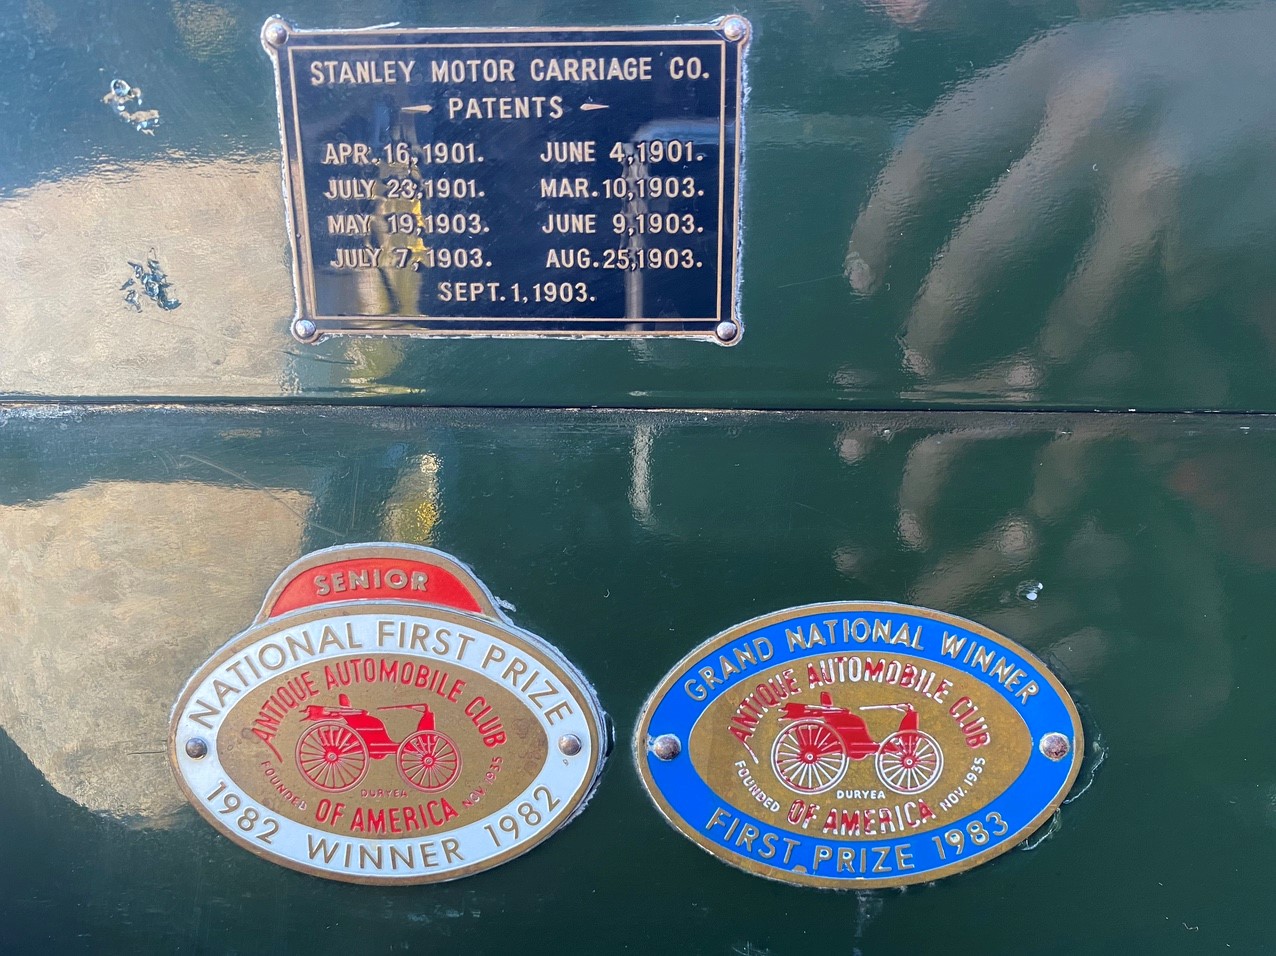 STANLEY MOTOR CARRIAGE CO.
PATENTS
APR. 16, 1901. JUNE 4, 1901.
JULY 23, 1901. MAR. 10, 1903.
MAY 19, 1903. JUNE 9, 1903.
JULY 7, 1903. AUG. 25, 1903.
SEPT. 1, 1903.
SENIOR
NATIONAL FIRST PRIZE
ANTIQUE AUTOMOBILE CLUB
FOUNDED DURYEA NOV. 1935
OF AMERICA
1982 WINNER 1982
GRAND NATIONAL WINNER
ANTIQUE AUTOMOBILE CLUB
FOUNDED DURYEA NOV. 1935
OF AMERICA
FIRST PRIZE 1983